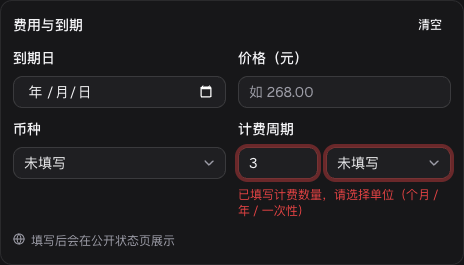 费用与到期 清空
到期日 价格（元）
年 /月/日 如 268.00
币种 计费周期
未填写 3 未填写
已填写计费数量，请选择单位（个月 /
年 / 一次性）
填写后会在公开状态页展示